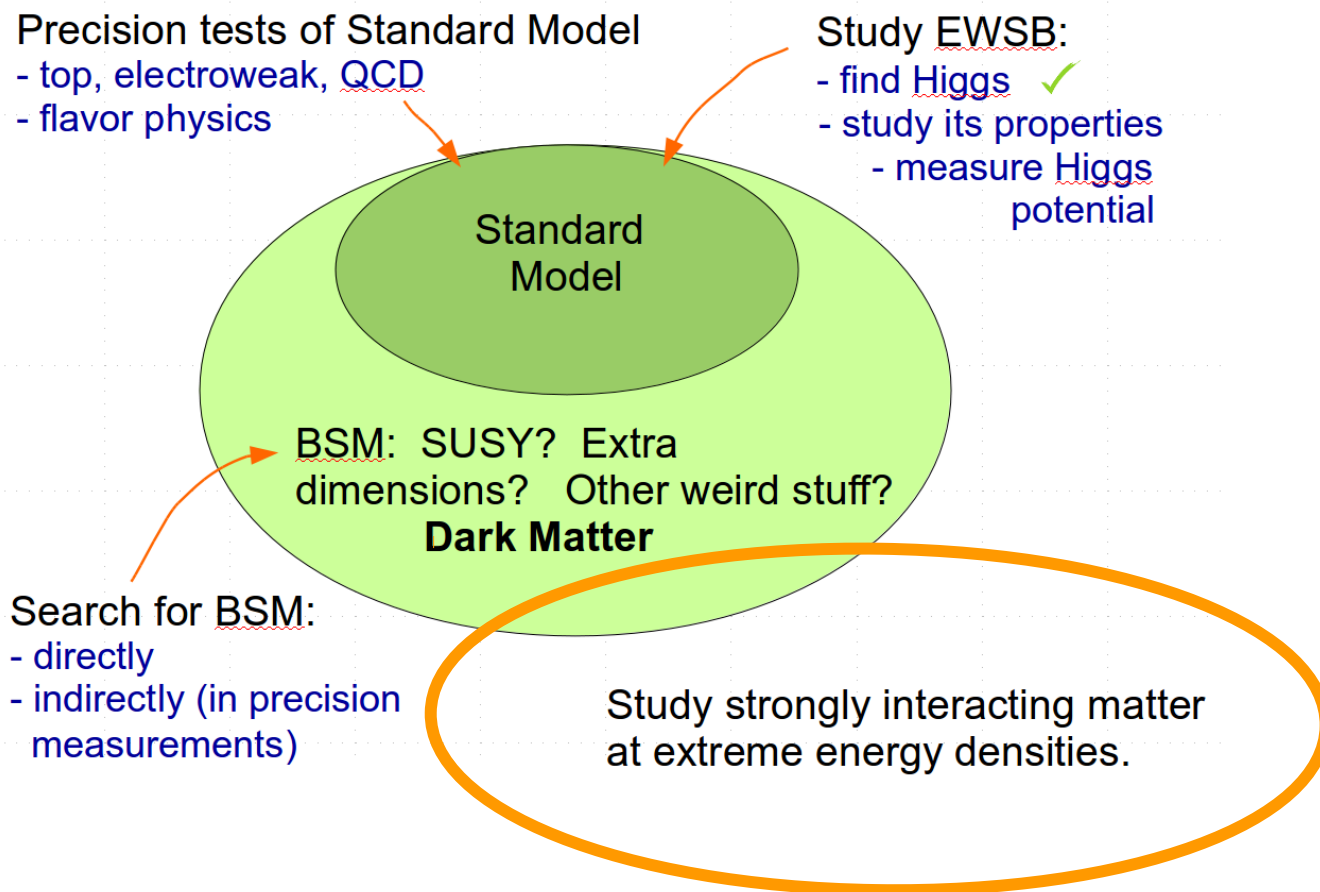 Precision tests of Standard Model
- top, electroweak, QCD
- flavor physics
Study EWSB:
- find Higgs ✓
- study its properties
- measure Higgs
potential
Standard
Model
BSM: SUSY? Extra
dimensions? Other weird stuff?
Dark Matter
Search for BSM:
- directly
- indirectly (in precision
measurements)
Study strongly interacting matter
at extreme energy densities.